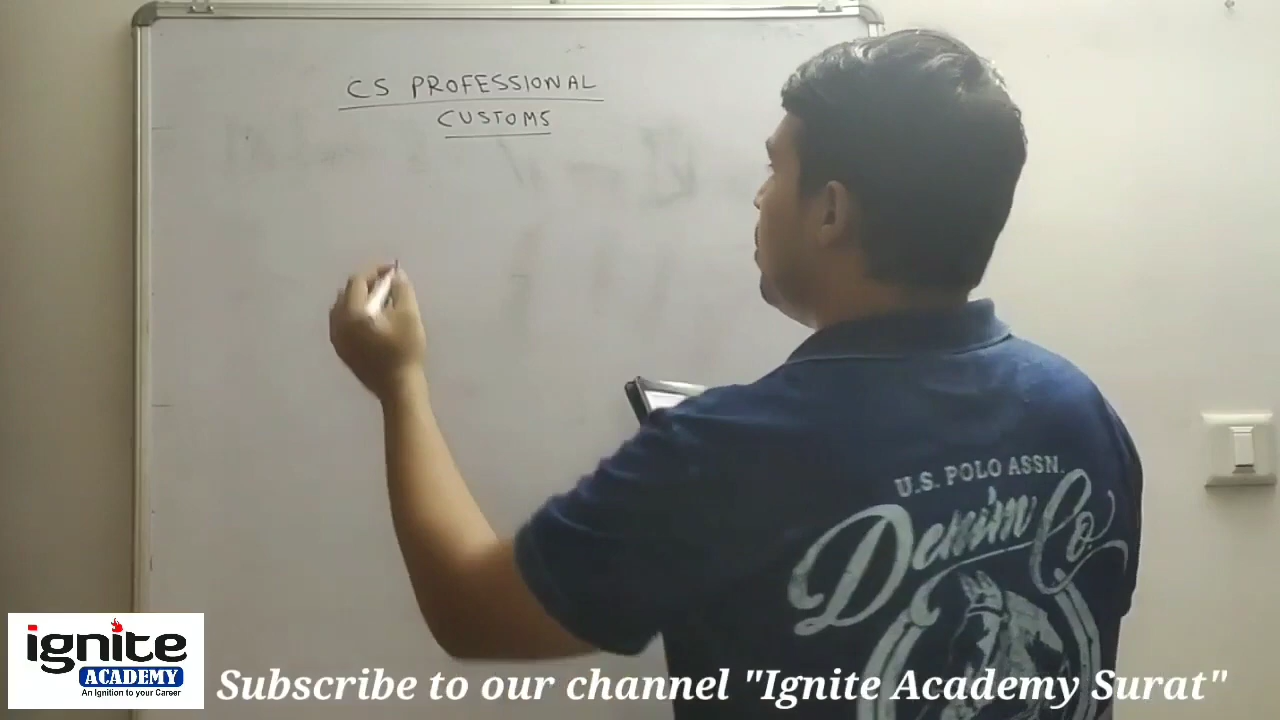 CS PROFESSIONAL
CUSTOMS
U.S. POLO ASSN.
Denim Co.
ignite
ACADEMY
An Ignition to your Career
Subscribe to our channel "Ignite Academy Surat"